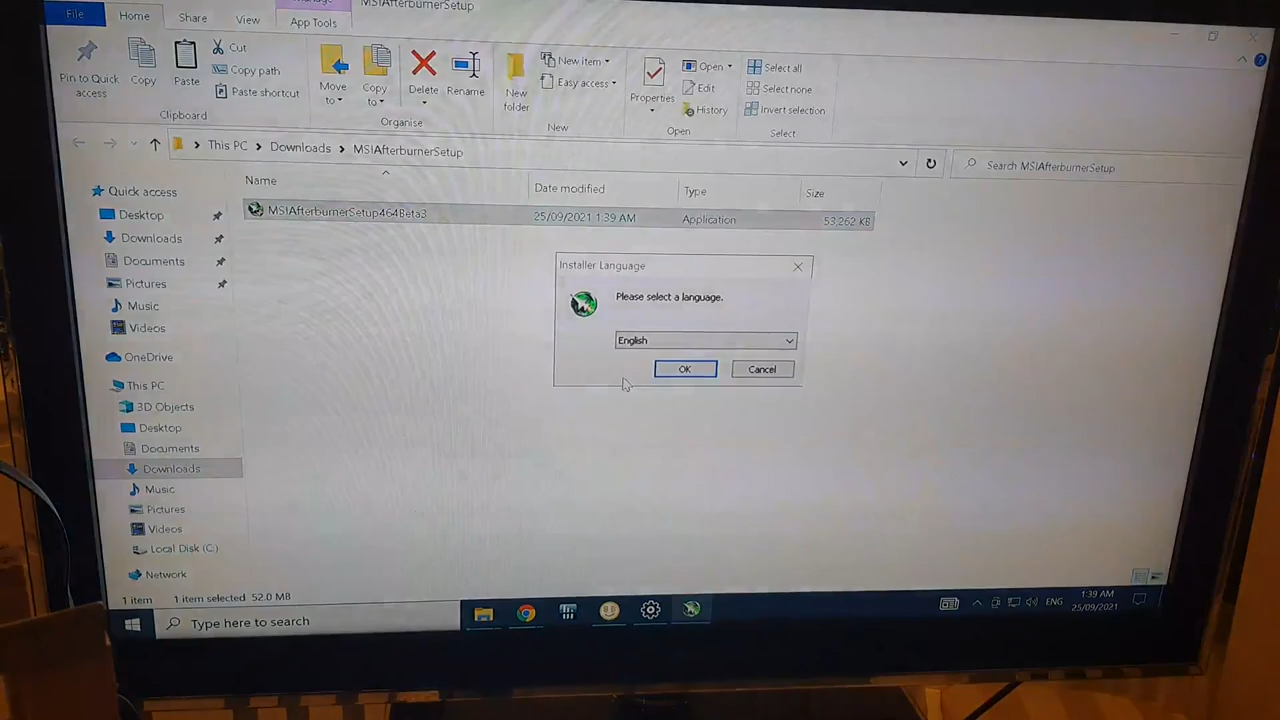 Manage
MSIAfterburnerSetup
File
Home
Share
View
App Tools
Pin to Quick
access
Copy
Paste
Cut
Copy path
Paste shortcut
Clipboard
Move
to
Copy
to
Delete
Rename
Organise
New
folder
New item
Easy access
New
Properties
Open
Edit
History
Open
Select all
Select none
Invert selection
Select
This PC > Downloads > MSIAfterburnerSetup
Search MSIAfterburnerSetup
Name
Date modified
Type
Size
MSIAfterburnerSetup464Beta3
25/09/2021 1:39 AM
Application
53,262 KB
Quick access
Desktop
Downloads
Documents
Pictures
Music
Videos
OneDrive
This PC
3D Objects
Desktop
Documents
Downloads
Music
Pictures
Videos
Local Disk (C:)
Network
Installer Language
Please select a language.
English
OK
Cancel
1 item
1 item selected 52.0 MB
Type here to search
ENG
1:39 AM
25/09/2021